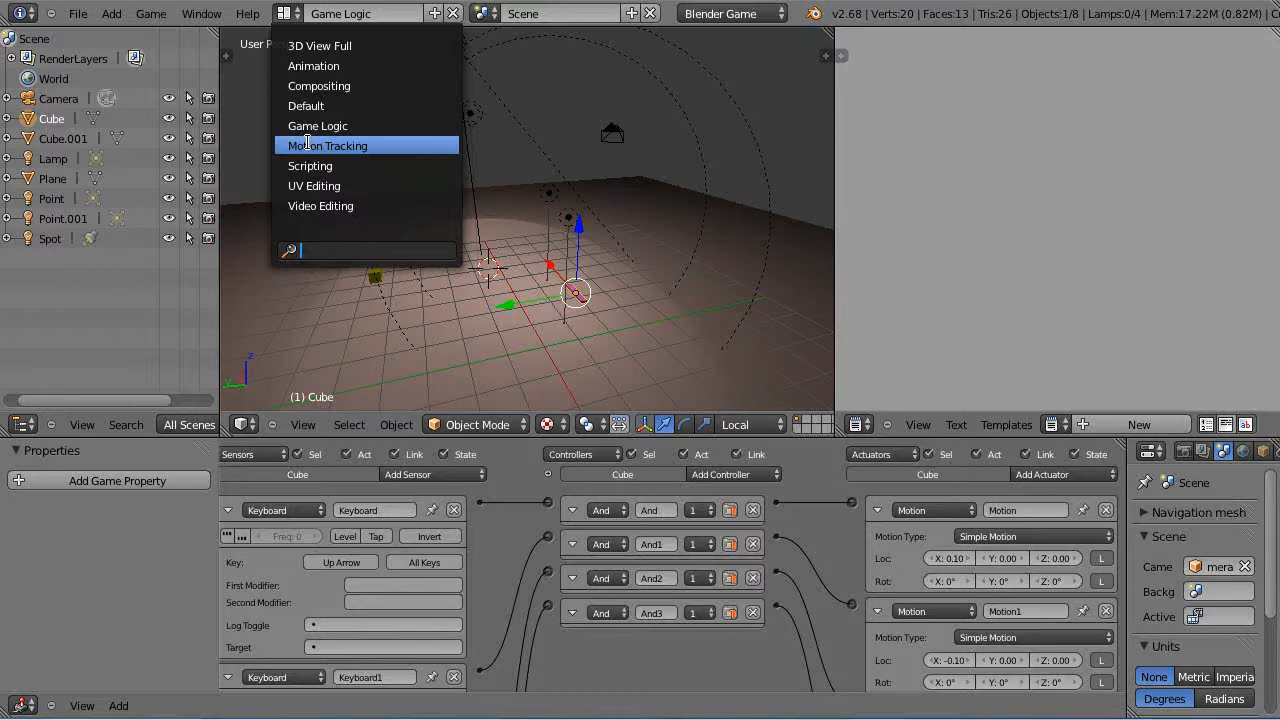 File Add Game Window Help Game Logic Scene Blender Game v2.68 | Verts:20 | Faces:13 | Tris:26 | Objects:1/8 | Lamps:0/4 | Mem:17.22M (0.82M) | C
Scene
RenderLayers
World
Camera
Cube
Cube.001
Lamp
Plane
Point
Point.001
Spot
View Search All Scenes
User Pe
3D View Full
Animation
Compositing
Default
Game Logic
Motion Tracking
Scripting
UV Editing
Video Editing
z
y
(1) Cube
View Select Object Object Mode Local
View Text Templates New
Properties
Add Game Property
Sensors Sel Act Link State
Cube Add Sensor
Keyboard Keyboard
Freq: 0 Level Tap Invert
Key: Up Arrow All Keys
First Modifier:
Second Modifier:
Log Toggle
Target
Keyboard Keyboard1
Controllers Sel Act Link
Cube Add Controller
And And 1
And And1 1
And And2 1
And And3 1
Actuators Sel Act Link State
Cube Add Actuator
Motion Motion
Motion Type: Simple Motion
Loc: X: 0.10 Y: 0.00 Z: 0.00 L
Rot: X: 0° Y: 0° Z: 0° L
Motion Motion1
Motion Type: Simple Motion
Loc: X: -0.10 Y: 0.00 Z: 0.00 L
Rot: X: 0° Y: 0° Z: 0° L
Scene
Navigation mesh
Scene
Came mera
Backg
Active
Units
None Metric Imperia
Degrees Radians
View Add